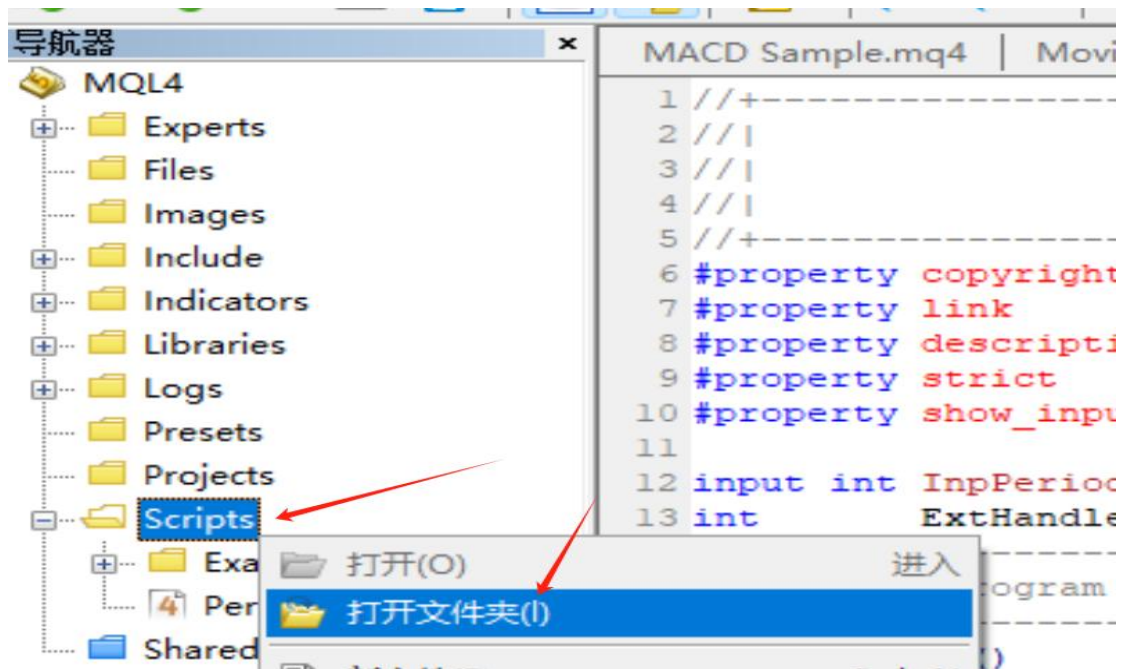 导航器
×
MQL4
Experts
Files
Images
Include
Indicators
Libraries
Logs
Presets
Projects
Scripts
Exa
Per
Shared
打开(O) 进入
打开文件夹(I)
MACD Sample.mq4 | Movi
1 //+------------------
2 //|
3 //|
4 //|
5 //+------------------
6 #property copyright
7 #property link
8 #property descripti
9 #property strict
10 #property show_inpu
11
12 input int InpPerioc
13 int ExtHandle
ogram
()